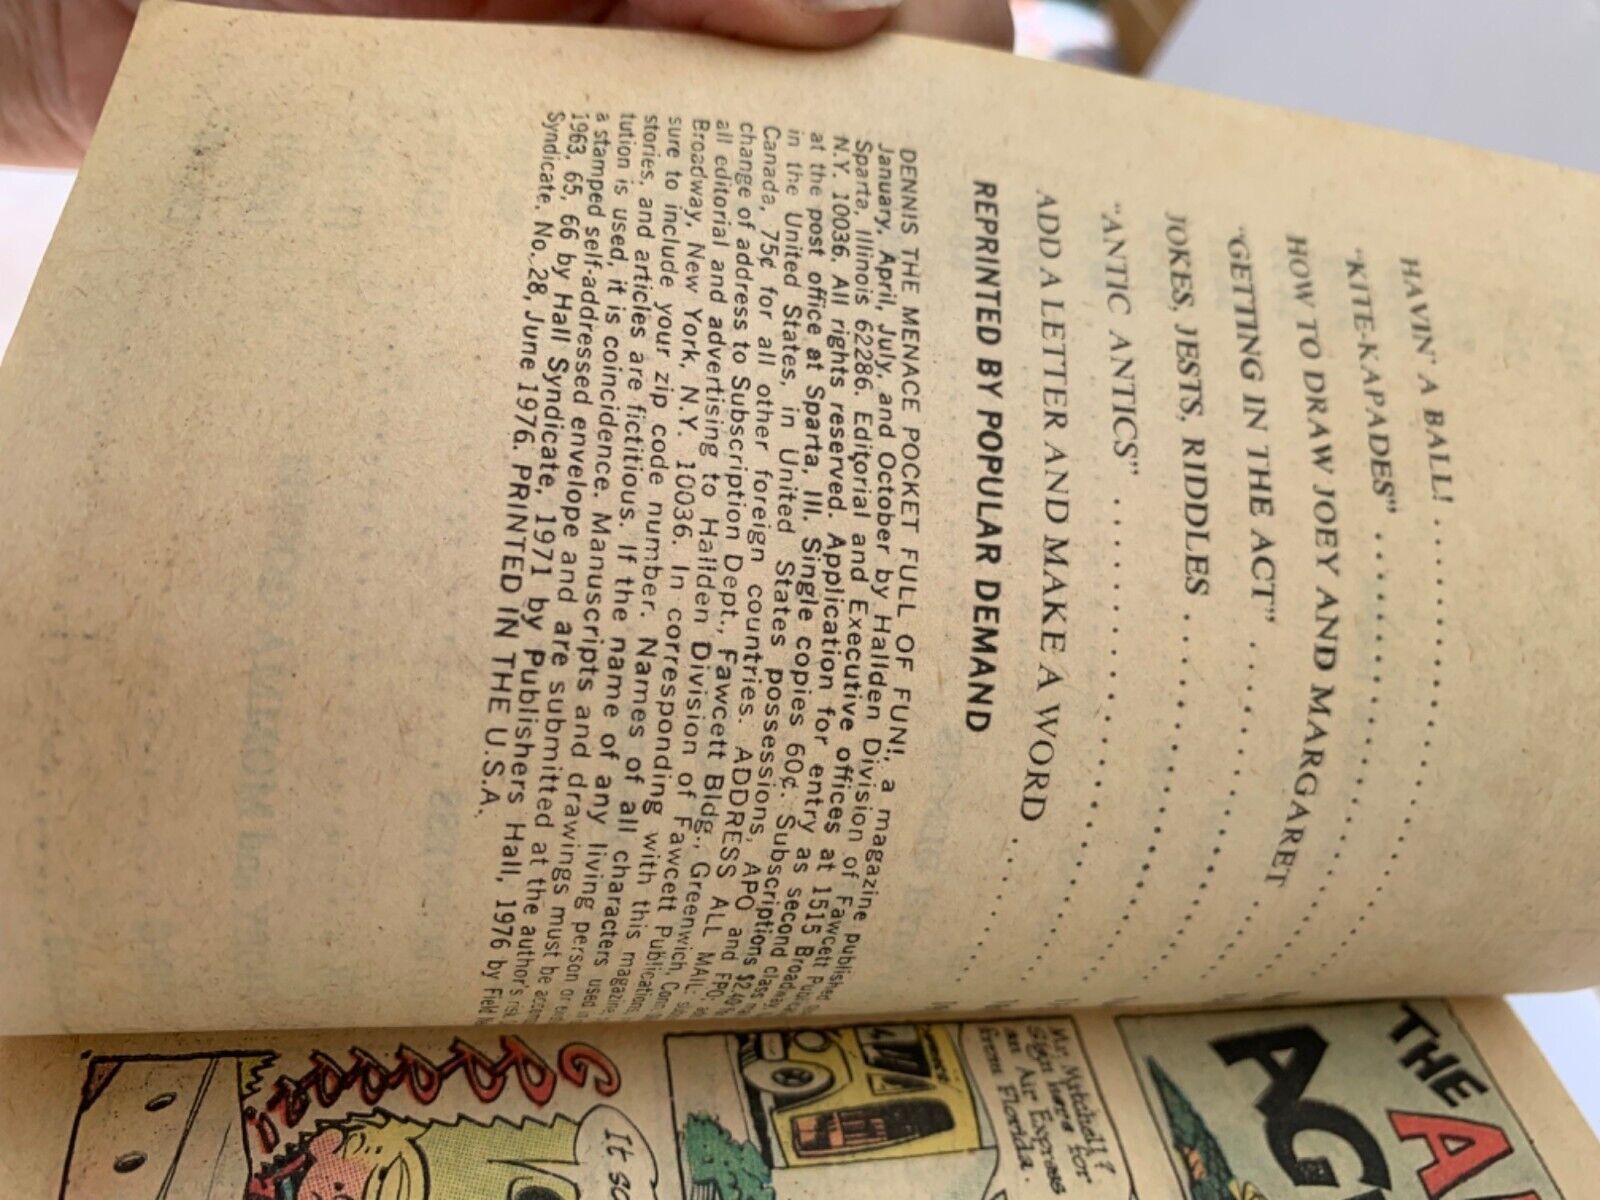 HAVIN' A BALL!
"KITE-KAPADES"
HOW TO DRAW JOEY AND MARGARET
"GETTING IN THE ACT"
JOKES, JESTS, RIDDLES
"ANTIC ANTICS"
ADD A LETTER AND MAKE A WORD
REPRINTED BY POPULAR DEMAND
DENNIS THE MENACE POCKET FULL OF FUN!, a magazine
January, April, July, and October by Hallden Division of Fawcett
Sparta, Illinois 62286. Editorial and Executive offices at 1515 Broad
N.Y. 10036. All rights reserved. Application for entry as second class
at the post office at Sparta, Ill. Single copies 60¢. Subscriptions $2.40
in the United States, in United States possessions, APO and FPO.
Canada, 75¢ for all other foreign countries. ADDRESS ALL MAIL:
change of address to Subscription Dept., Fawcett Bldg., Greenwich,
all editorial and advertising to Hallden Division of Fawcett
Broadway, New York, N.Y. 10036. In corresponding with this
sure to include your zip code number. Names of all characters
stories, and articles are fictitious. If the name of any living person or
tution is used, it is coincidence. Manuscripts and drawings must be
a stamped self-addressed envelope and are submitted at the author's
1963, 65, 66 by Hall Syndicate, 1971 by Publishers Hall, 1976 by Field
Syndicate. No. 28, June 1976. PRINTED IN THE U.S.A.
THE A
AG
Mr. Mitchell?
Sign here for
an Air Express
from Florida.
It so
GRRRR